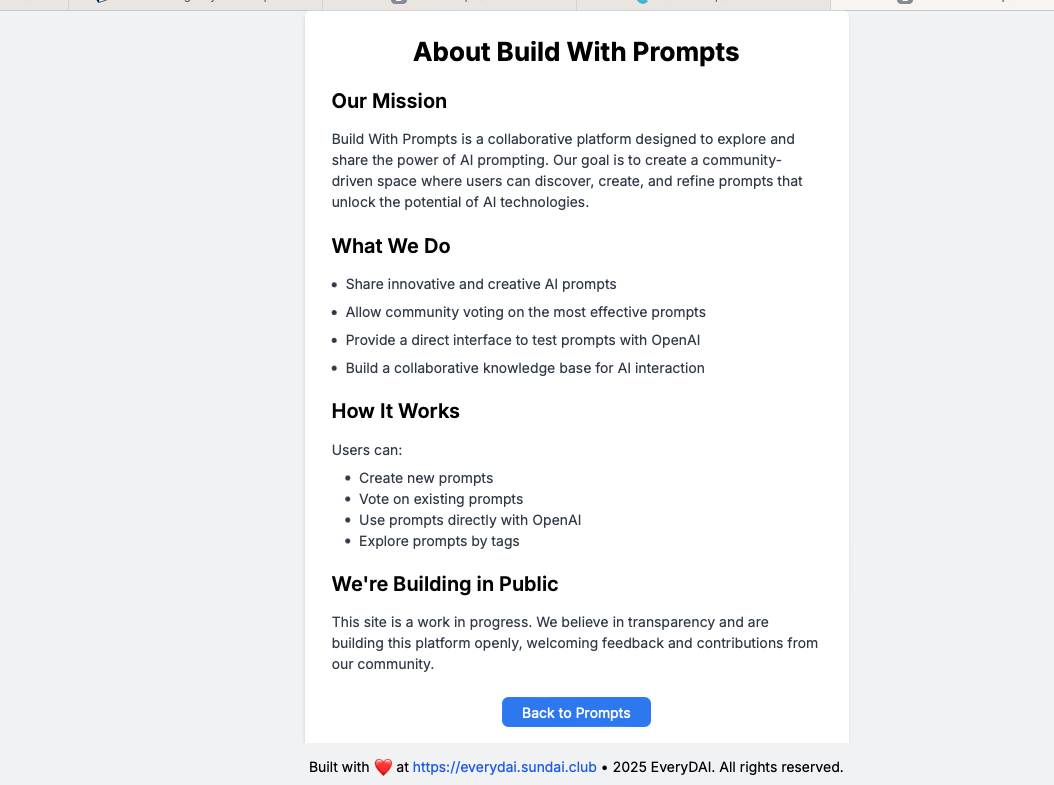 About Build With Prompts
Our Mission
Build With Prompts is a collaborative platform designed to explore and
share the power of AI prompting. Our goal is to create a community-
driven space where users can discover, create, and refine prompts that
unlock the potential of AI technologies.
What We Do
• Share innovative and creative AI prompts
• Allow community voting on the most effective prompts
• Provide a direct interface to test prompts with OpenAI
• Build a collaborative knowledge base for AI interaction
How It Works
Users can:
• Create new prompts
• Vote on existing prompts
• Use prompts directly with OpenAI
• Explore prompts by tags
We're Building in Public
This site is a work in progress. We believe in transparency and are
building this platform openly, welcoming feedback and contributions from
our community.
Back to Prompts
Built with ❤️ at https://everydai.sundai.club • 2025 EveryDAI. All rights reserved.